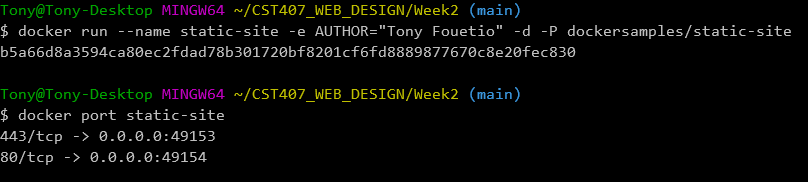 Tony@Tony-Desktop MINGW64 ~/CST407_WEB_DESIGN/Week2 (main)
$ docker run --name static-site -e AUTHOR="Tony Fouetio" -d -P dockersamples/static-site
b5a66d8a3594ca80ec2fdad78b301720bf8201cf6fd8889877670c8e20fec830
Tony@Tony-Desktop MINGW64 ~/CST407_WEB_DESIGN/Week2 (main)
$ docker port static-site
443/tcp -> 0.0.0.0:49153
80/tcp -> 0.0.0.0:49154